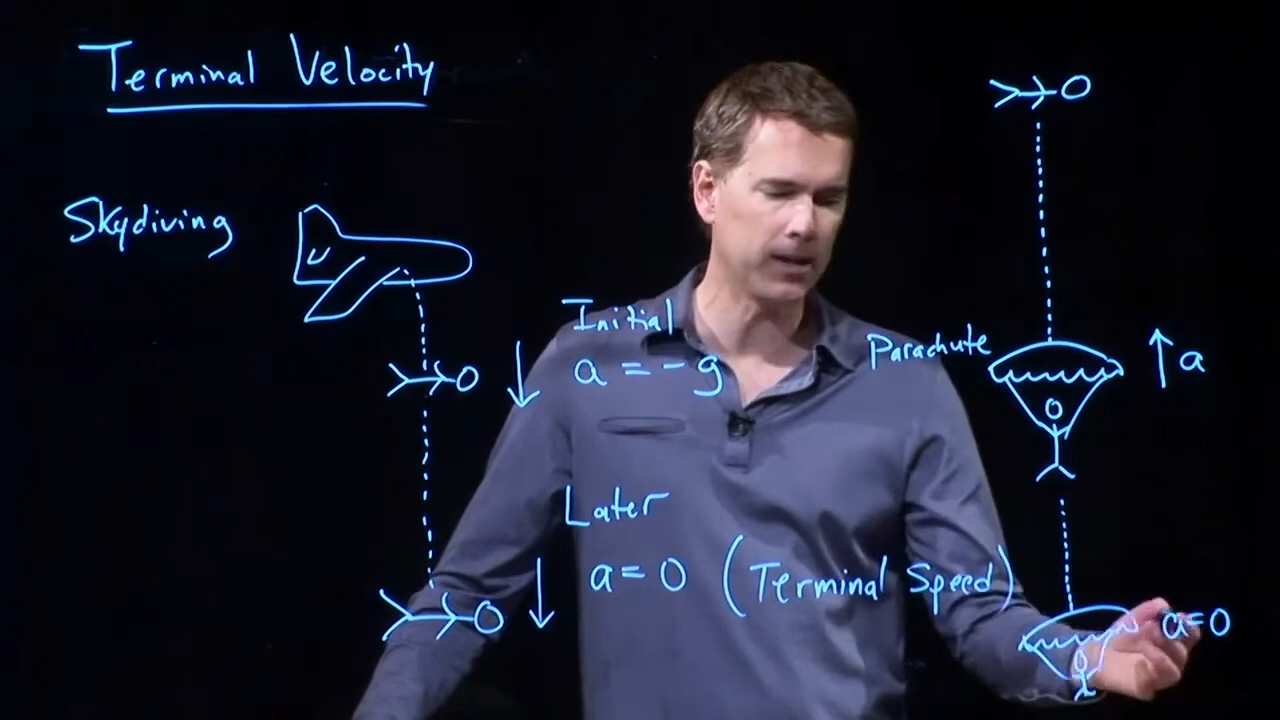 Terminal Velocity
Skydiving
Initial
a = -g
Later
a = 0 (Terminal Speed)
Parachute
a
a=0